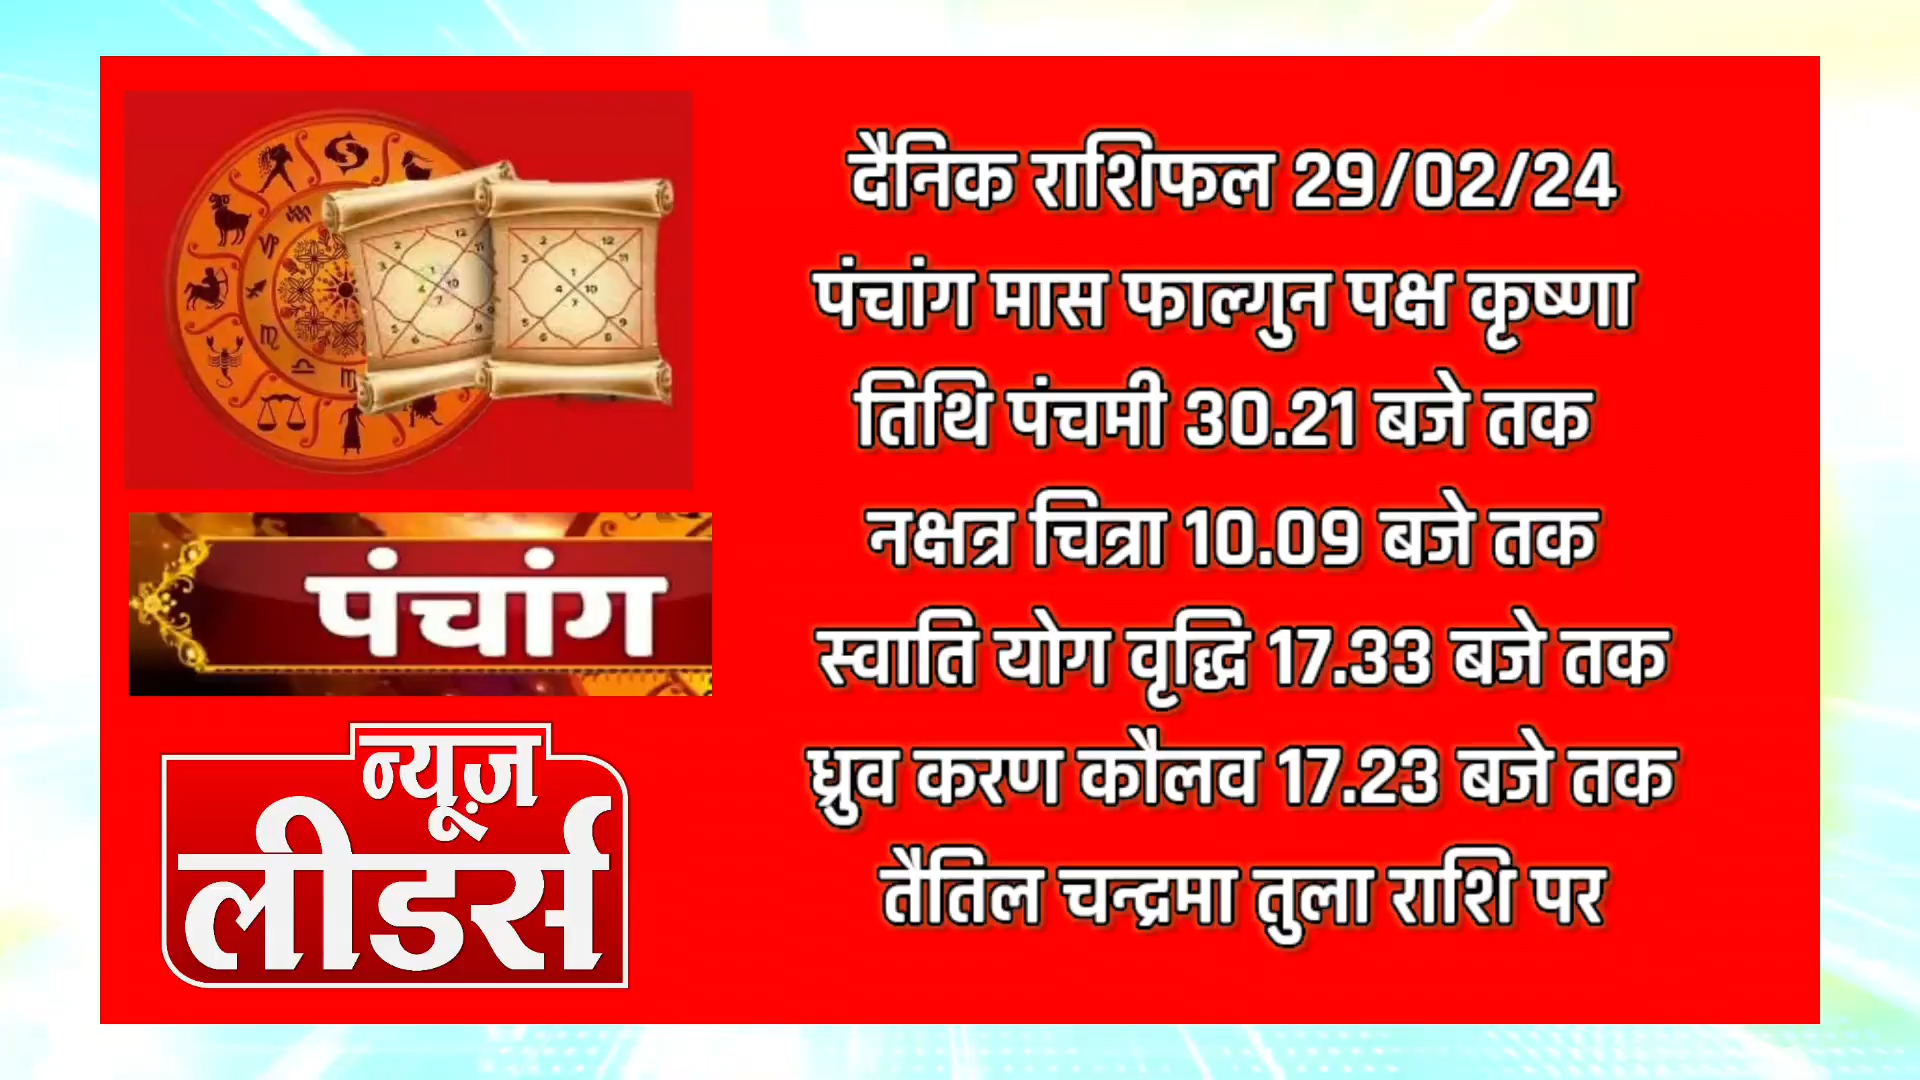 दैनिक राशिफल 29/02/24
पंचांग मास फाल्गुन पक्ष कृष्णा
तिथि पंचमी 30.21 बजे तक
नक्षत्र चित्रा 10.09 बजे तक
स्वाति योग वृद्धि 17.33 बजे तक
ध्रुव करण कौलव 17.23 बजे तक
तैतिल चन्द्रमा तुला राशि पर
पंचांग
न्यूज़
लीडर्स